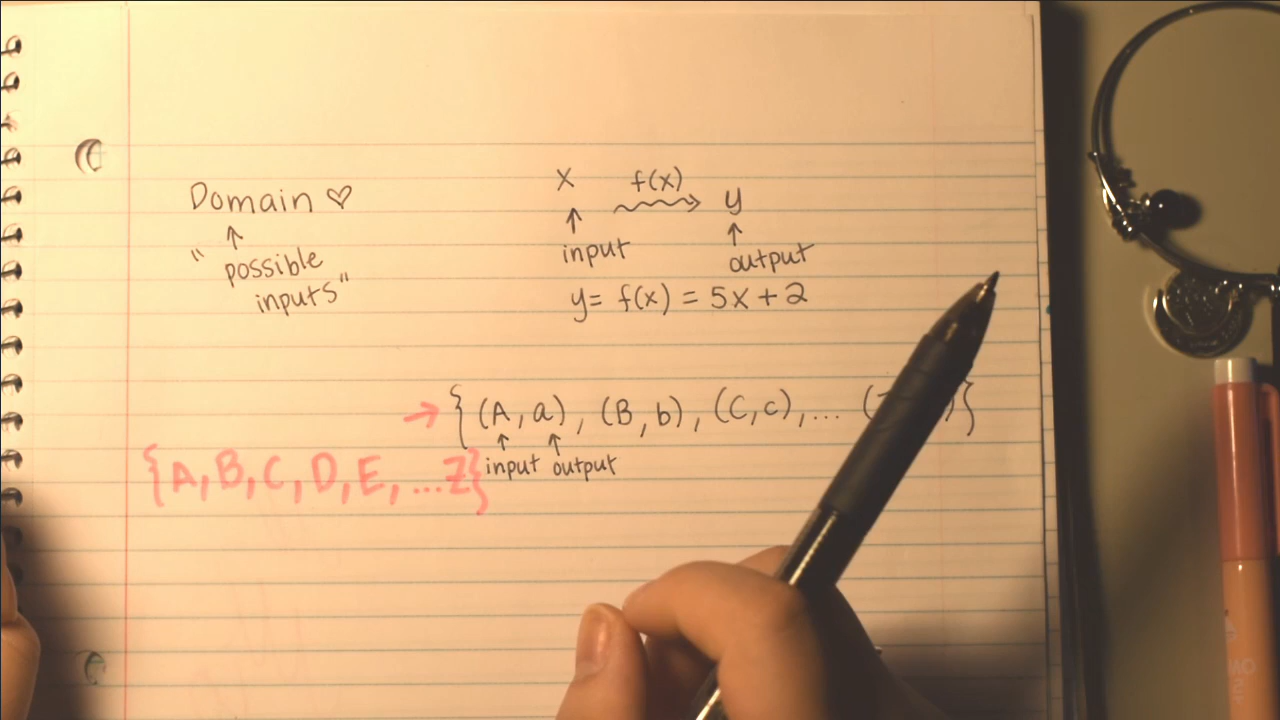 Domain ♡
↑
" possible
inputs"
x f(x) y
↑ ↑
input output
y= f(x) = 5x+2
→ { (A, a), (B, b), (C, c), ... ( }
↑ ↑
input output
{A, B, C, D, E, ...Z}